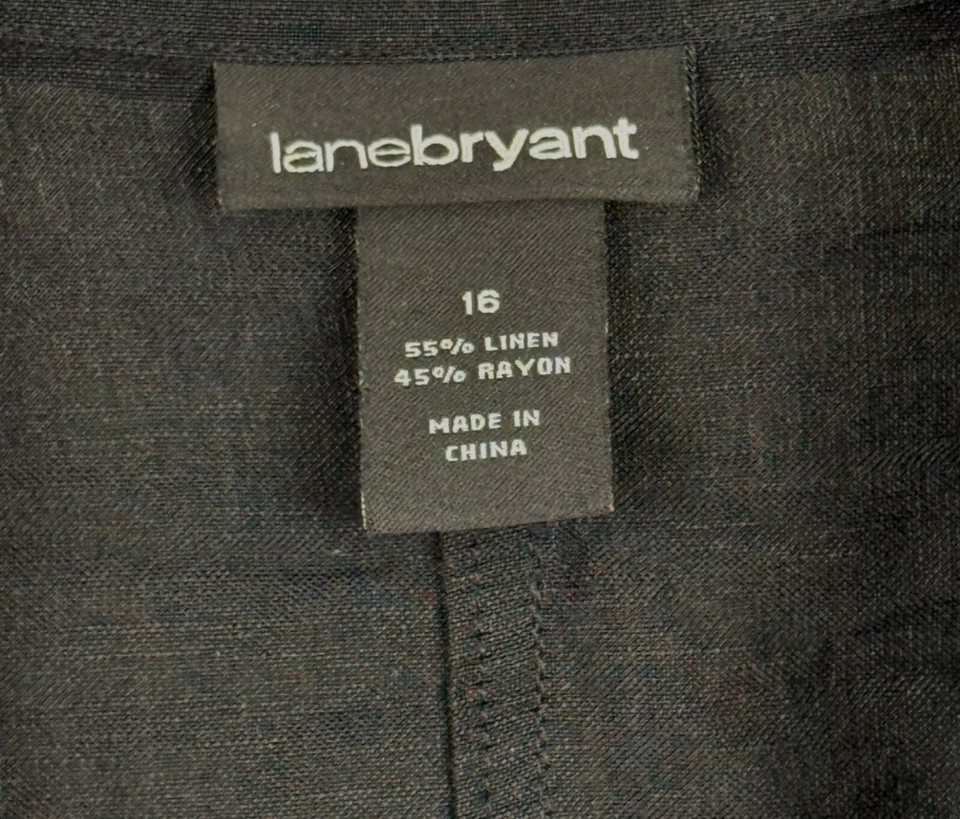 lanebryant
16
55% LINEN
45% RAYON
MADE IN
CHINA